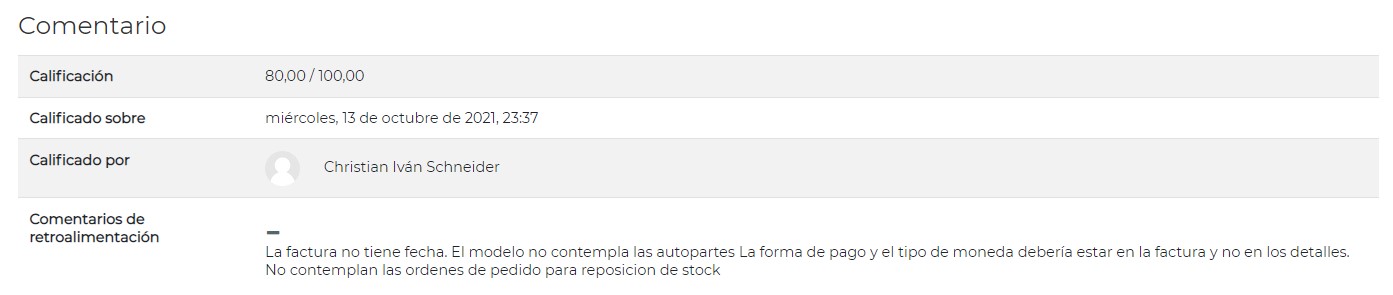 Comentario
Calificación 80,00 / 100,00
Calificado sobre miércoles, 13 de octubre de 2021, 23:37
Calificado por Christian Iván Schneider
Comentarios de
retroalimentación
La factura no tiene fecha. El modelo no contempla las autopartes La forma de pago y el tipo de moneda debería estar en la factura y no en los detalles.
No contemplan las ordenes de pedido para reposicion de stock